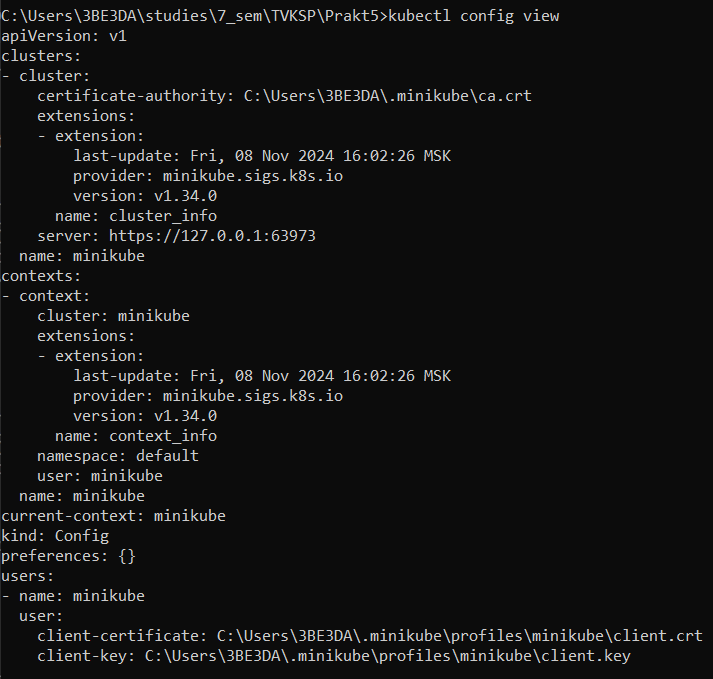 C:\Users\3BE3DA\studies\7_sem\TVKSP\Prakt5>kubectl config view
apiVersion: v1
clusters:
- cluster:
    certificate-authority: C:\Users\3BE3DA\.minikube\ca.crt
    extensions:
    - extension:
        last-update: Fri, 08 Nov 2024 16:02:26 MSK
        provider: minikube.sigs.k8s.io
        version: v1.34.0
      name: cluster_info
    server: https://127.0.0.1:63973
  name: minikube
contexts:
- context:
    cluster: minikube
    extensions:
    - extension:
        last-update: Fri, 08 Nov 2024 16:02:26 MSK
        provider: minikube.sigs.k8s.io
        version: v1.34.0
      name: context_info
    namespace: default
    user: minikube
  name: minikube
current-context: minikube
kind: Config
preferences: {}
users:
- name: minikube
  user:
    client-certificate: C:\Users\3BE3DA\.minikube\profiles\minikube\client.crt
    client-key: C:\Users\3BE3DA\.minikube\profiles\minikube\client.key